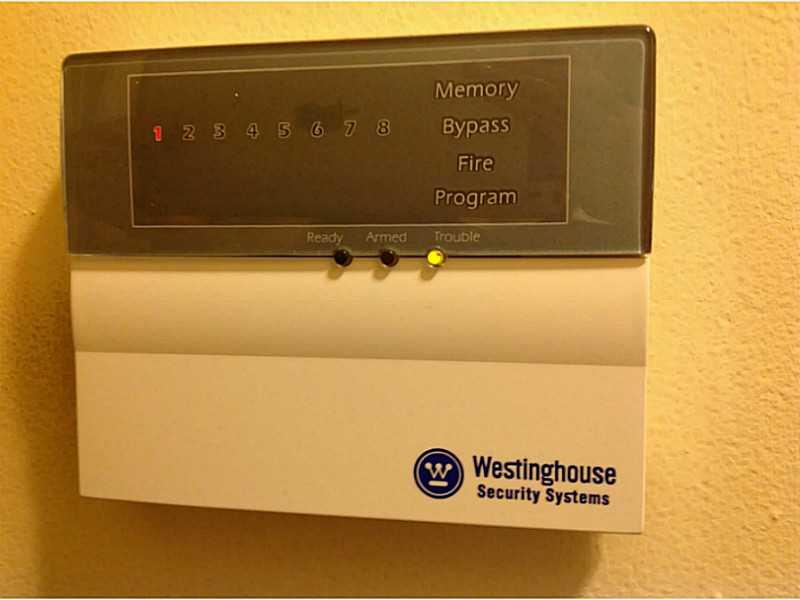 Memory
1 2 3 4 5 6 7 8
Bypass
Fire
Program
Ready Armed Trouble
W
Westinghouse
Security Systems